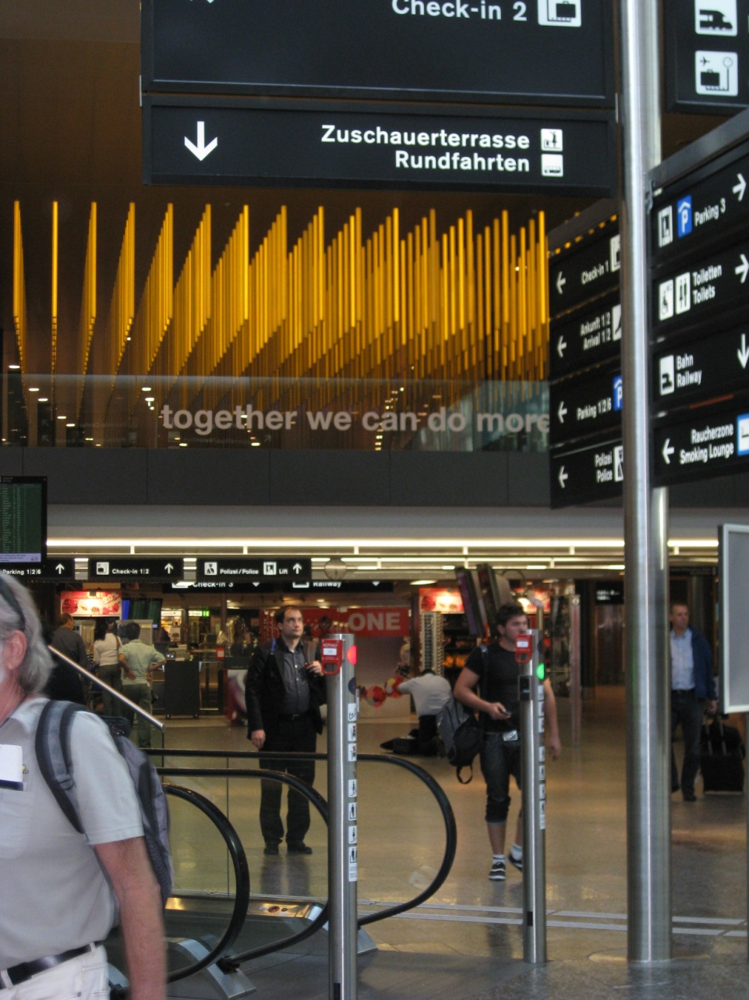 Check-in 2
Zuschauerterrasse
Rundfahrten
Parking 3
Check-in 1
Toiletten
Toilets
Ankunft 1|2
Arrival 1|2
Bahn
Railway
Parking 1|2|6
Raucherzone
Smoking Lounge
Polizei
Police
together we can do more
Parking 1|2|6
Check-in 1|2
Polizei / Police
Lift
Check-in 3
Railway
ONE